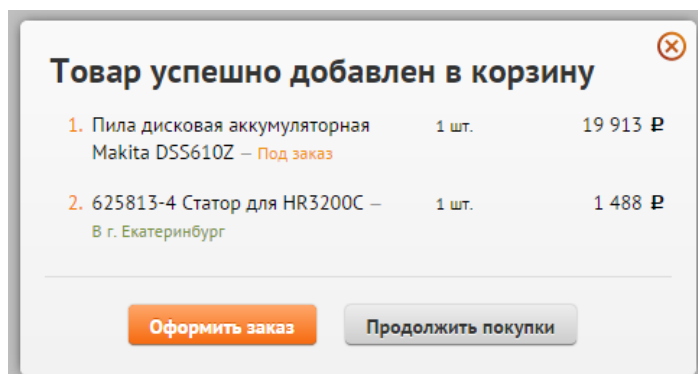 Товар успешно добавлен в корзину
1. Пила дисковая аккумуляторная 1 шт. 19 913 ₽
Makita DSS610Z – Под заказ
2. 625813-4 Статор для HR3200C – 1 шт. 1 488 ₽
В г. Екатеринбург
Оформить заказ Продолжить покупки